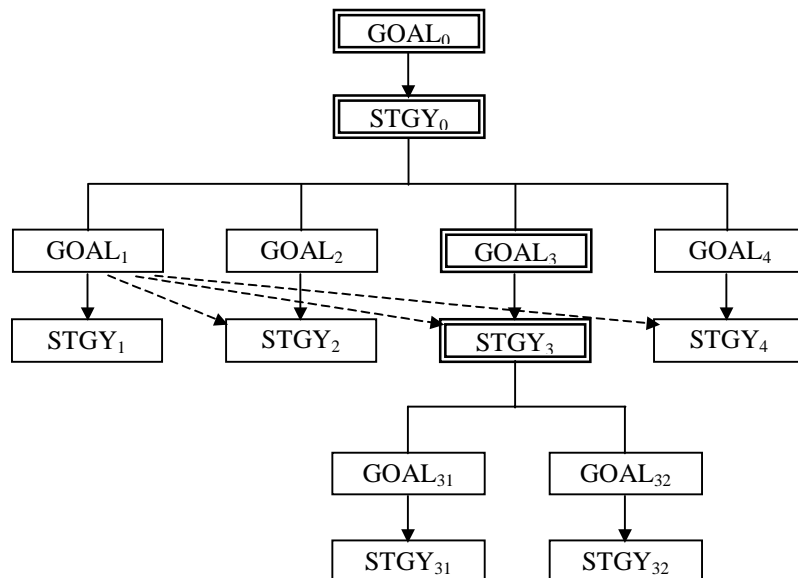 GOAL₀
STGY₀
GOAL₁ GOAL₂ GOAL₃ GOAL₄
STGY₁ STGY₂ STGY₃ STGY₄
GOAL₃₁ GOAL₃₂
STGY₃₁ STGY₃₂